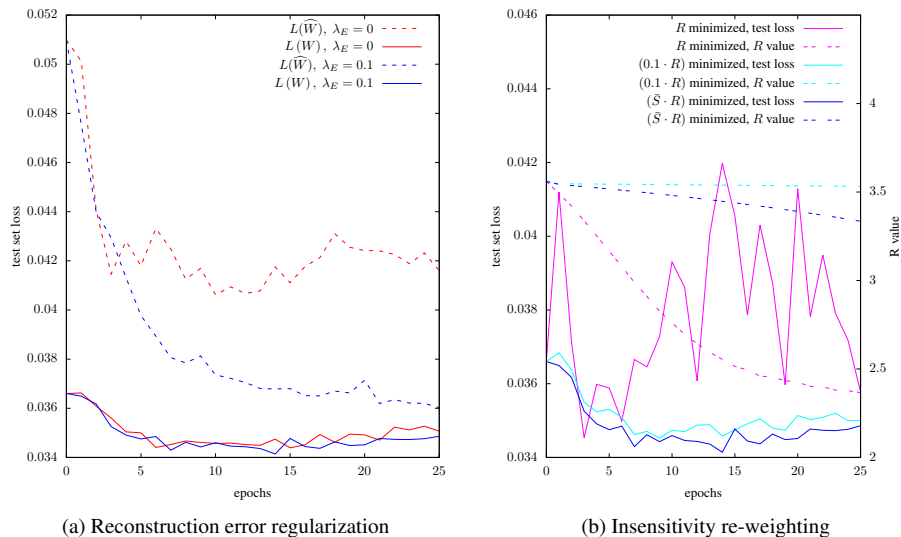 0.052
0.05
0.048
0.046
0.044
0.042
0.04
0.038
0.036
0.034
test set loss
0 5 10 15 20 25
epochs
L(Ŵ), λ_E = 0
L(W), λ_E = 0
L(Ŵ), λ_E = 0.1
L(W), λ_E = 0.1
(a) Reconstruction error regularization
0.046
0.044
0.042
0.04
0.038
0.036
0.034
test set loss
0 5 10 15 20 25
epochs
R minimized, test loss
R minimized, R value
(0.1 · R) minimized, test loss
(0.1 · R) minimized, R value
(S̄ · R) minimized, test loss
(S̄ · R) minimized, R value
4
3.5
3
2.5
2
R value
(b) Insensitivity re-weighting